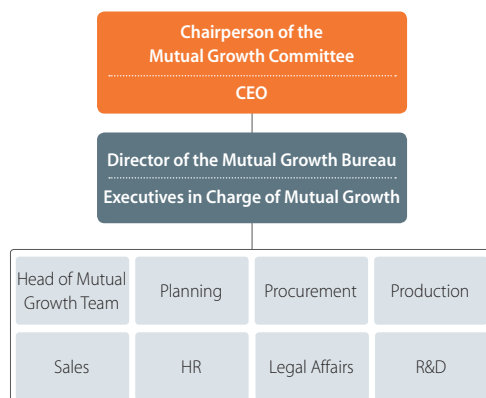 Chairperson of the
Mutual Growth Committee
CEO
Director of the Mutual Growth Bureau
Executives in Charge of Mutual Growth
Head of Mutual
Growth Team
Planning
Procurement
Production
Sales
HR
Legal Affairs
R&D